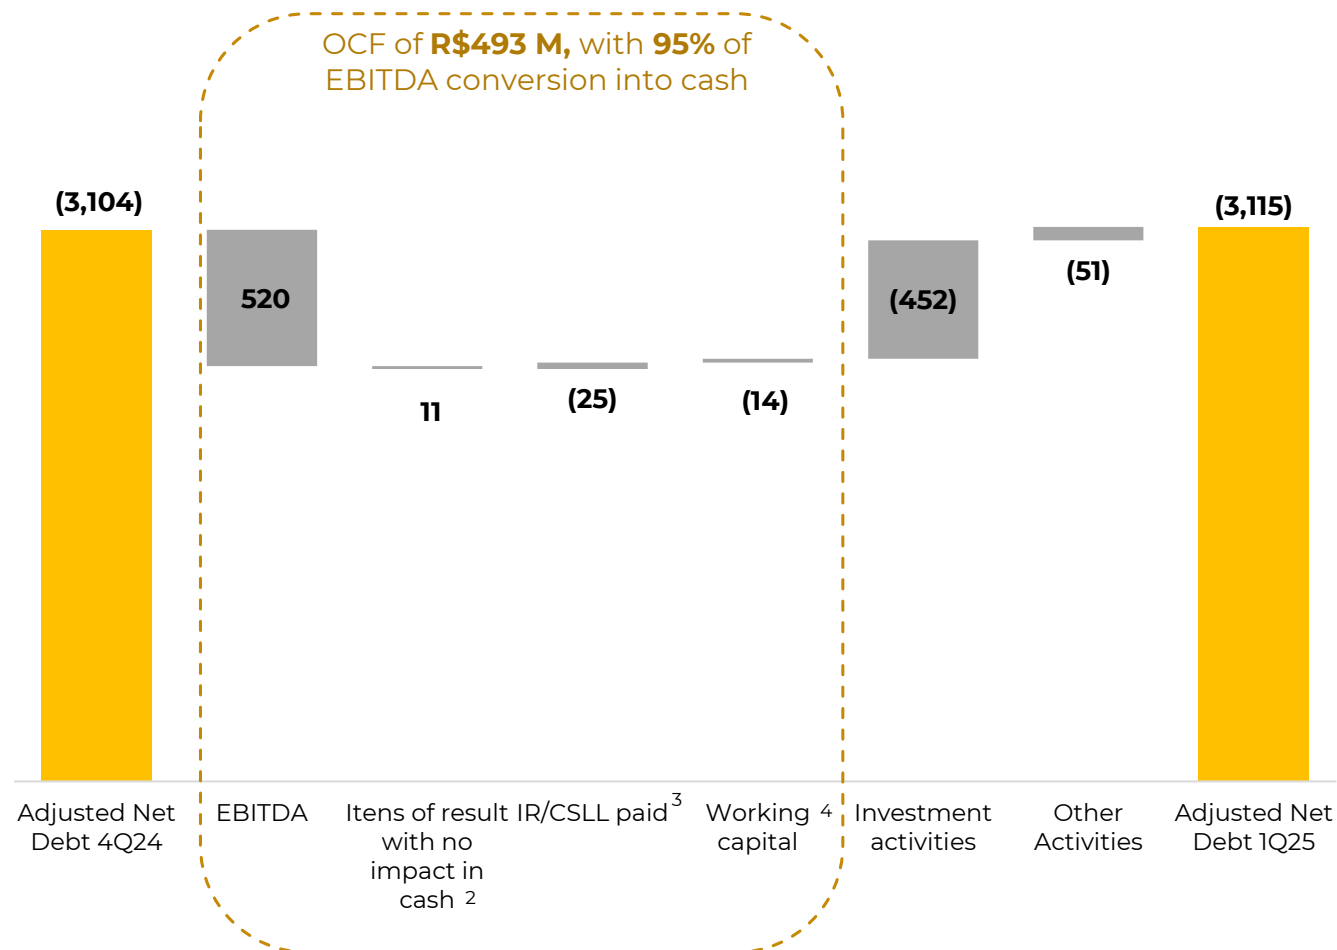 OCF of R$493 M, with 95% of
EBITDA conversion into cash
(3,104)
520
11
(25)
(14)
(452)
(51)
(3,115)
Adjusted Net
Debt 4Q24
EBITDA
Itens of result
with no
impact in
cash 2
IR/CSLL paid 3
Working 4
capital
Investment
activities
Other
Activities
Adjusted Net
Debt 1Q25